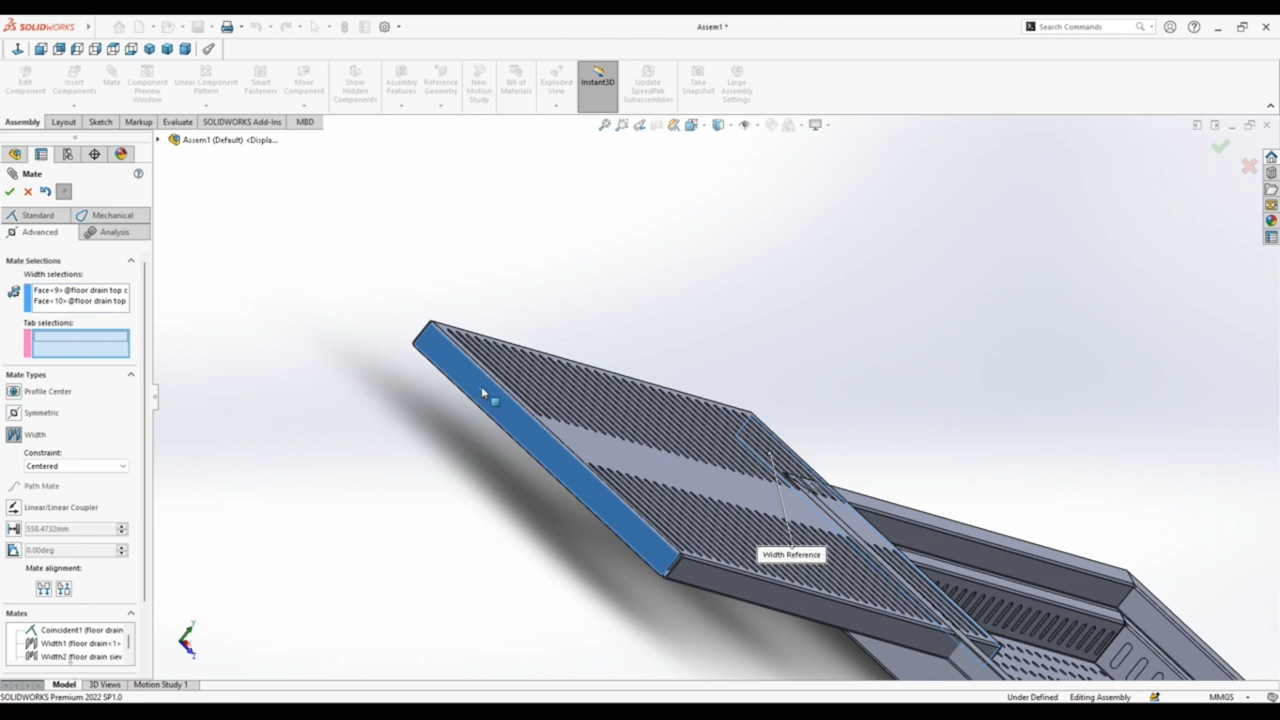 SOLIDWORKS
Assem1 *
Search Commands
Edit Component
Insert Components
Mate
Component Preview Window
Linear Component Pattern
Smart Fasteners
Move Component
Show Hidden Components
Assembly Features
Reference Geometry
New Motion Study
Bill of Materials
Exploded View
Instant3D
Update SpeedPak Subassemblies
Take Snapshot
Large Assembly Settings
Assembly
Layout
Sketch
Markup
Evaluate
SOLIDWORKS Add-Ins
MBD
Assem1 (Default) <Displa...
Mate
Standard
Mechanical
Advanced
Analysis
Mate Selections
Width selections:
Face<9>@floor drain top c
Face<10>@floor drain top
Tab selections:
Mate Types
Profile Center
Symmetric
Width
Constraint:
Centered
Path Mate
Linear/Linear Coupler
558.4732mm
0.00deg
Mate alignment:
Mates
Coincident1 (floor drain
Width1 (floor drain<1>
Width2 (floor drain siev
Width Reference
Model
3D Views
Motion Study 1
SOLIDWORKS Premium 2022 SP1.0
Under Defined
Editing Assembly
MMGS